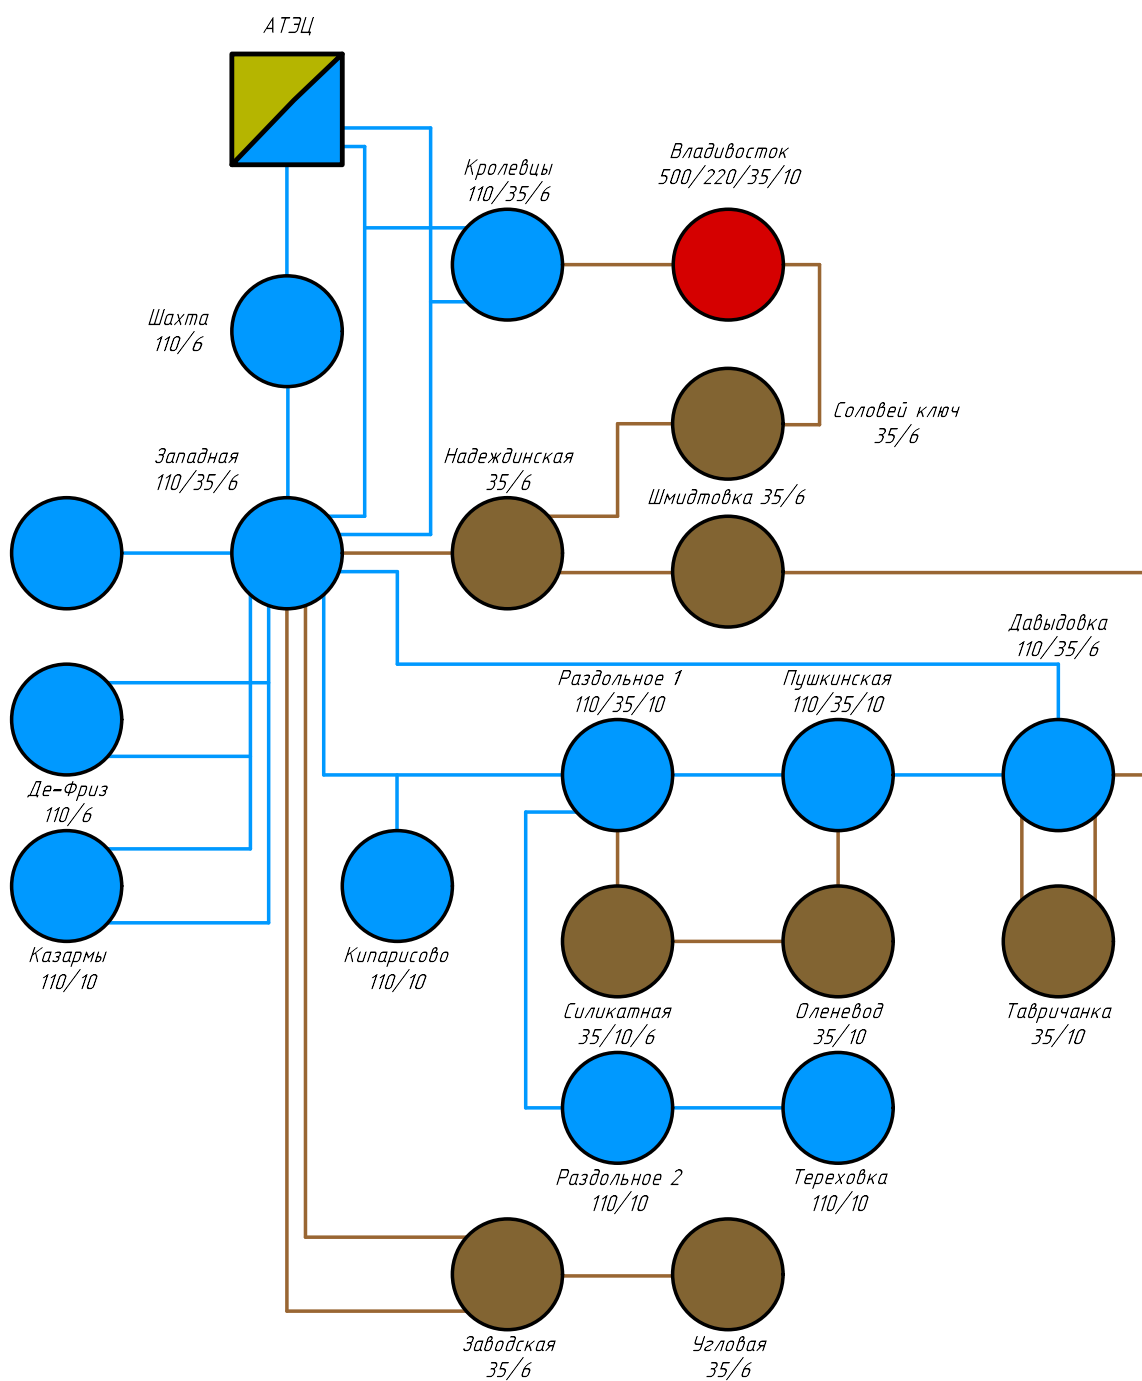 АТЭЦ
Кролевцы
110/35/6
Владивосток
500/220/35/10
Шахта
110/6
Соловей ключ
35/6
Западная
110/35/6
Надеждинская
35/6
Шмидтовка 35/6
Давыдовка
110/35/6
Раздольное 1
110/35/10
Пушкинская
110/35/10
Де-Фриз
110/6
Казармы
110/10
Кипарисово
110/10
Силикатная
35/10/6
Оленевод
35/10
Тавричанка
35/10
Раздольное 2
110/10
Тереховка
110/10
Заводская
35/6
Угловая
35/6